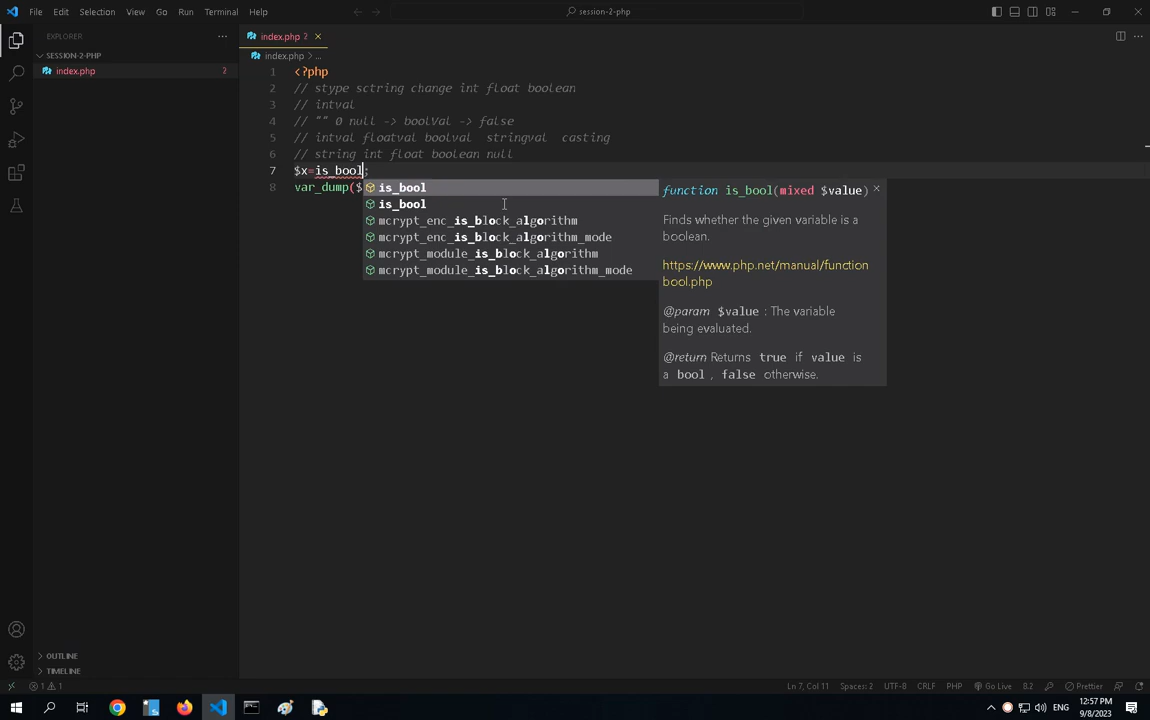 File Edit Selection View Go Run Terminal Help
session-2-php
EXPLORER
index.php 2
SESSION-2-PHP
index.php > ...
index.php 2
1 <?php
2 // stype sctring change int float boolean
3 // intval
4 // "" 0 null -> boolVal -> false
5 // intval floatval boolval stringval casting
6 // string int float boolean null
7 $x=is_bool;
8 var_dump($
is_bool
is_bool
mcrypt_enc_is_block_algorithm
mcrypt_enc_is_block_algorithm_mode
mcrypt_module_is_block_algorithm
mcrypt_module_is_block_algorithm_mode
function is_bool(mixed $value)
Finds whether the given variable is a
boolean.
https://www.php.net/manual/function
bool.php
@param $value : The variable
being evaluated.
@return Returns true if value is
a bool , false otherwise.
OUTLINE
TIMELINE
1 1
Ln 7, Col 11 Spaces: 2 UTF-8 CRLF PHP Go Live 8.2 Prettier
ENG
12:57 PM
9/8/2023